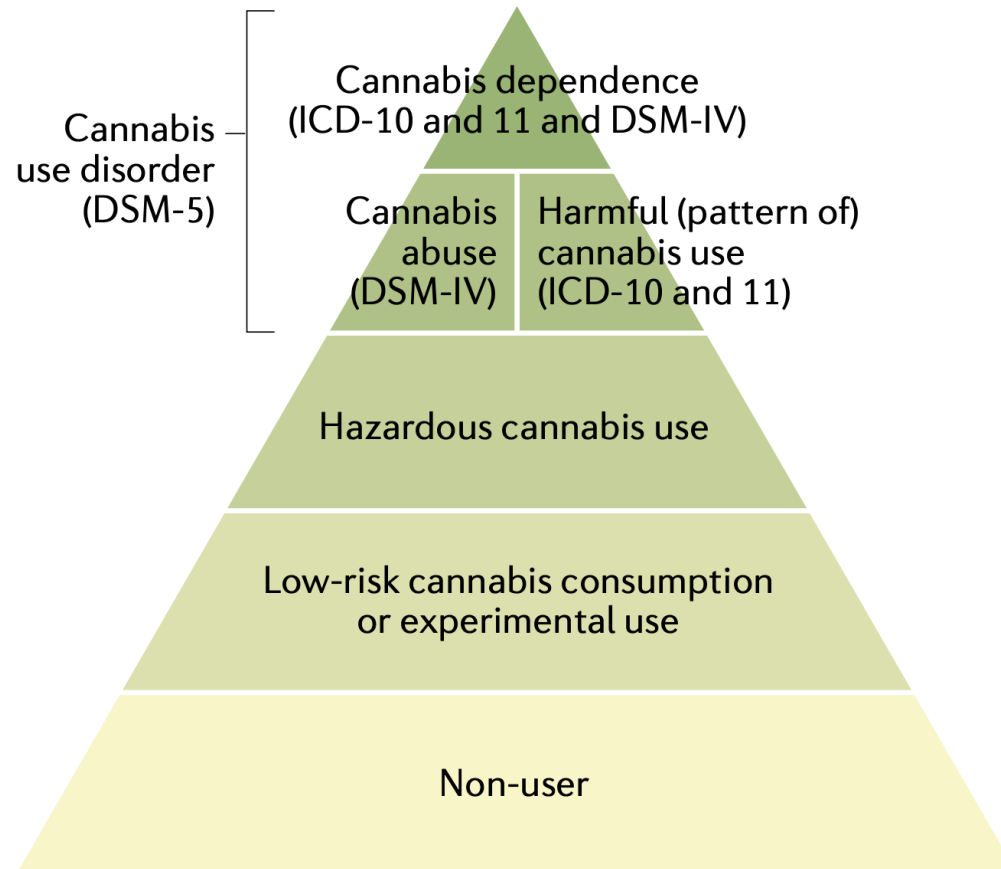 Cannabis dependence
(ICD-10 and 11 and DSM-IV)
Cannabis
use disorder
(DSM-5)
Cannabis
abuse
(DSM-IV)
Harmful (pattern of)
cannabis use
(ICD-10 and 11)
Hazardous cannabis use
Low-risk cannabis consumption
or experimental use
Non-user